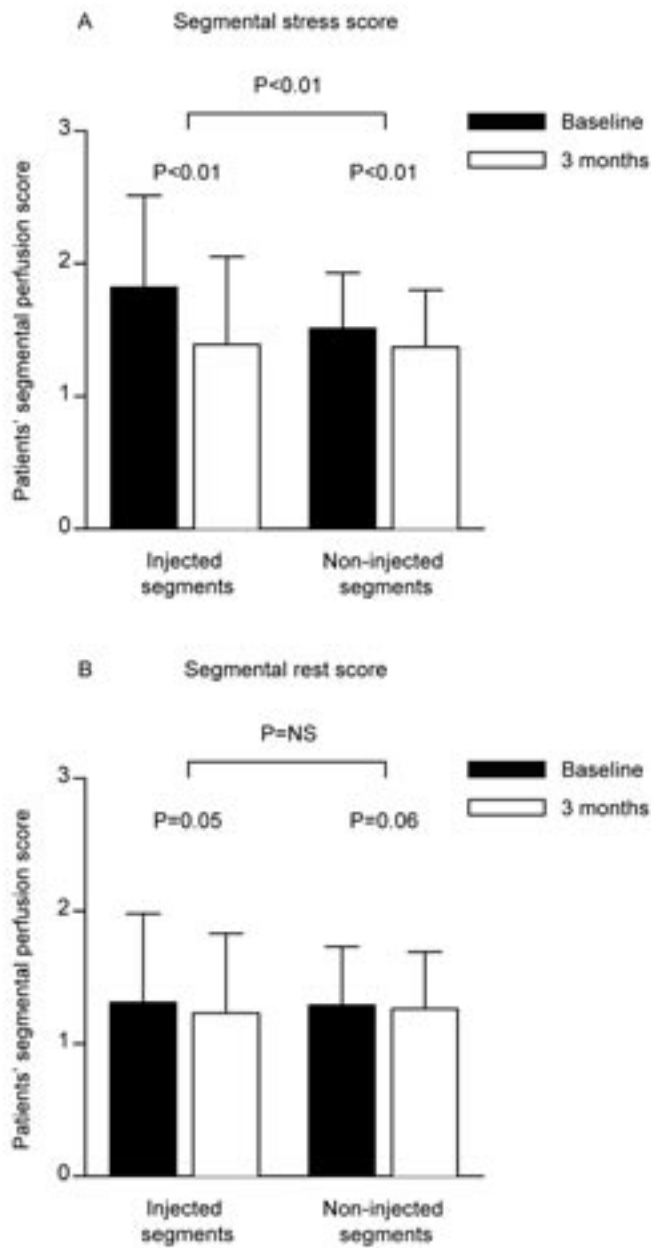 A Segmental stress score
P<0.01
Baseline
3 months
P<0.01 P<0.01
Patients' segmental perfusion score
3
2
1
0
Injected
segments
Non-injected
segments
B Segmental rest score
P=NS
Baseline
3 months
P=0.05 P=0.06
Patients' segmental perfusion score
3
2
1
0
Injected
segments
Non-injected
segments